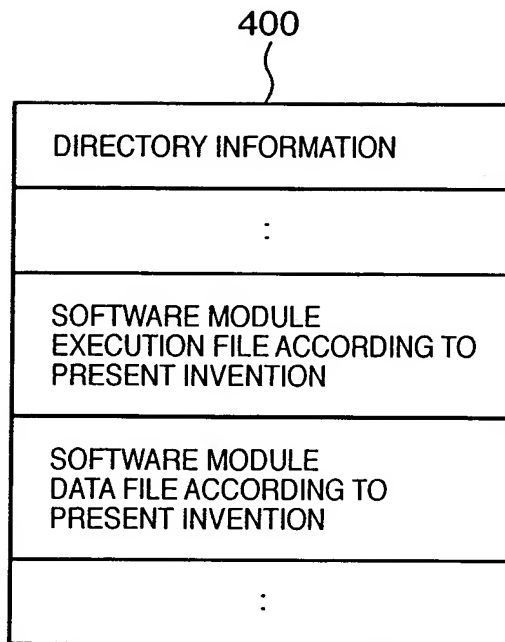 400
DIRECTORY INFORMATION
:
SOFTWARE MODULE
EXECUTION FILE ACCORDING TO
PRESENT INVENTION
SOFTWARE MODULE
DATA FILE ACCORDING TO
PRESENT INVENTION
: